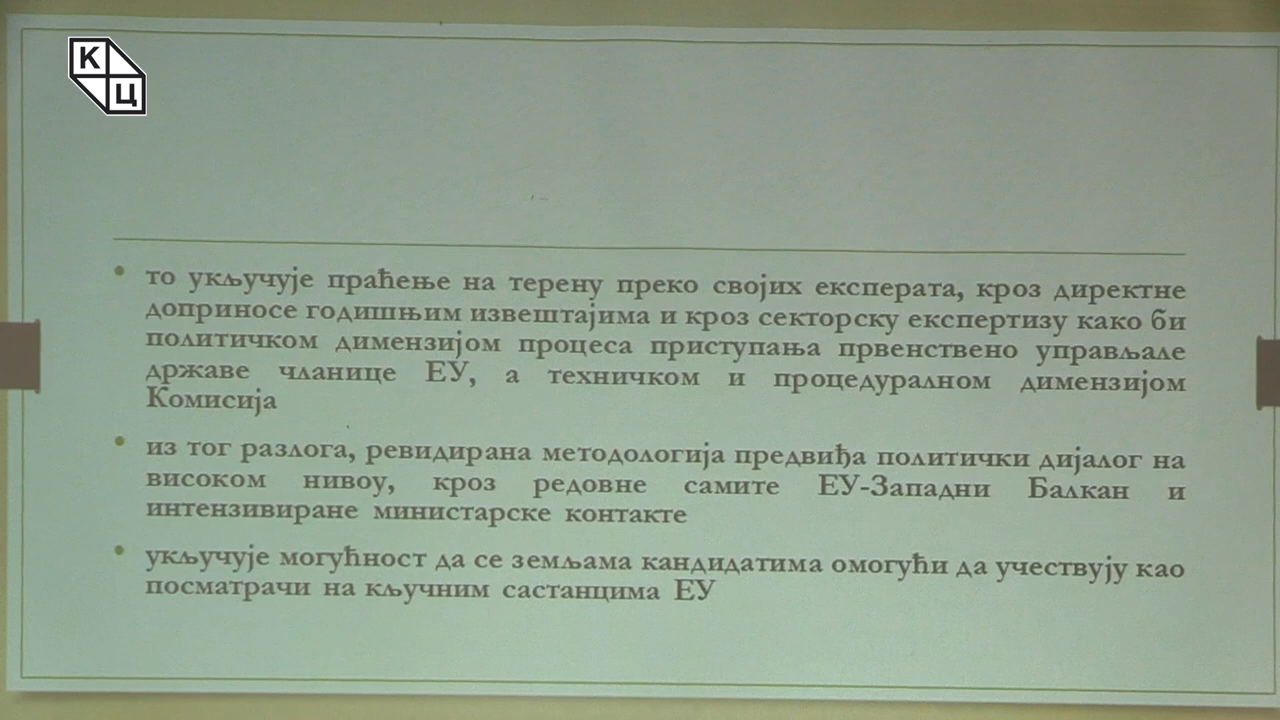 К
Ц
• то укључује праћење на терену преко својих експерата, кроз директне
доприносе годишњим извештајима и кроз секторску експертизу како би
политичком димензијом процеса приступања првенствено управљале
државе чланице ЕУ, а техничком и процедуралном димензијом
Комисија
• из тог разлога, ревидирана методологија предвиђа политички дијалог на
високом нивоу, кроз редовне самите ЕУ-Западни Балкан и
интензивиране министарске контакте
• укључује могућност да се земљама кандидатима омогући да учествују као
посматрачи на кључним састанцима ЕУ